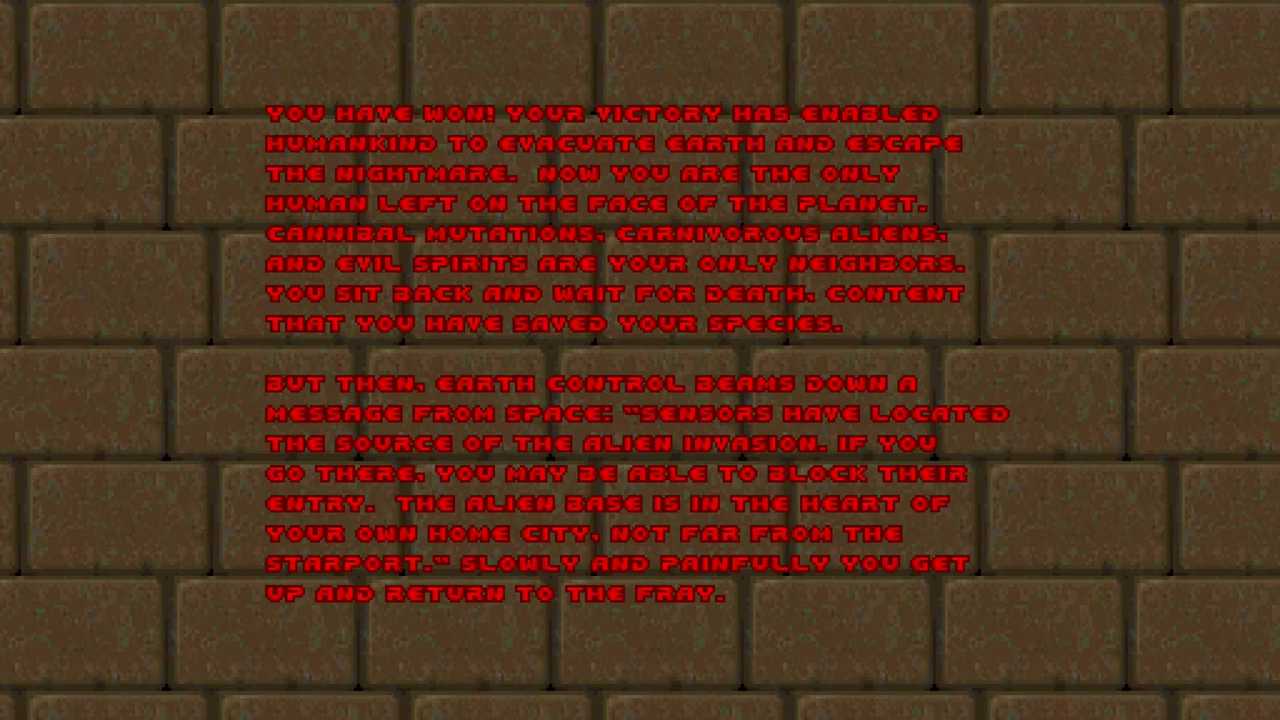 YOU HAVE WON! YOUR VICTORY HAS ENABLED
HUMANKIND TO EVACUATE EARTH AND ESCAPE
THE NIGHTMARE.  NOW YOU ARE THE ONLY
HUMAN LEFT ON THE FACE OF THE PLANET.
CANNIBAL MUTATIONS, CARNIVOROUS ALIENS,
AND EVIL SPIRITS ARE YOUR ONLY NEIGHBORS.
YOU SIT BACK AND WAIT FOR DEATH, CONTENT
THAT YOU HAVE SAVED YOUR SPECIES.
BUT THEN, EARTH CONTROL BEAMS DOWN A
MESSAGE FROM SPACE: "SENSORS HAVE LOCATED
THE SOURCE OF THE ALIEN INVASION. IF YOU
GO THERE, YOU MAY BE ABLE TO BLOCK THEIR
ENTRY.  THE ALIEN BASE IS IN THE HEART OF
YOUR OWN HOME CITY, NOT FAR FROM THE
STARPORT." SLOWLY AND PAINFULLY YOU GET
UP AND RETURN TO THE FRAY.